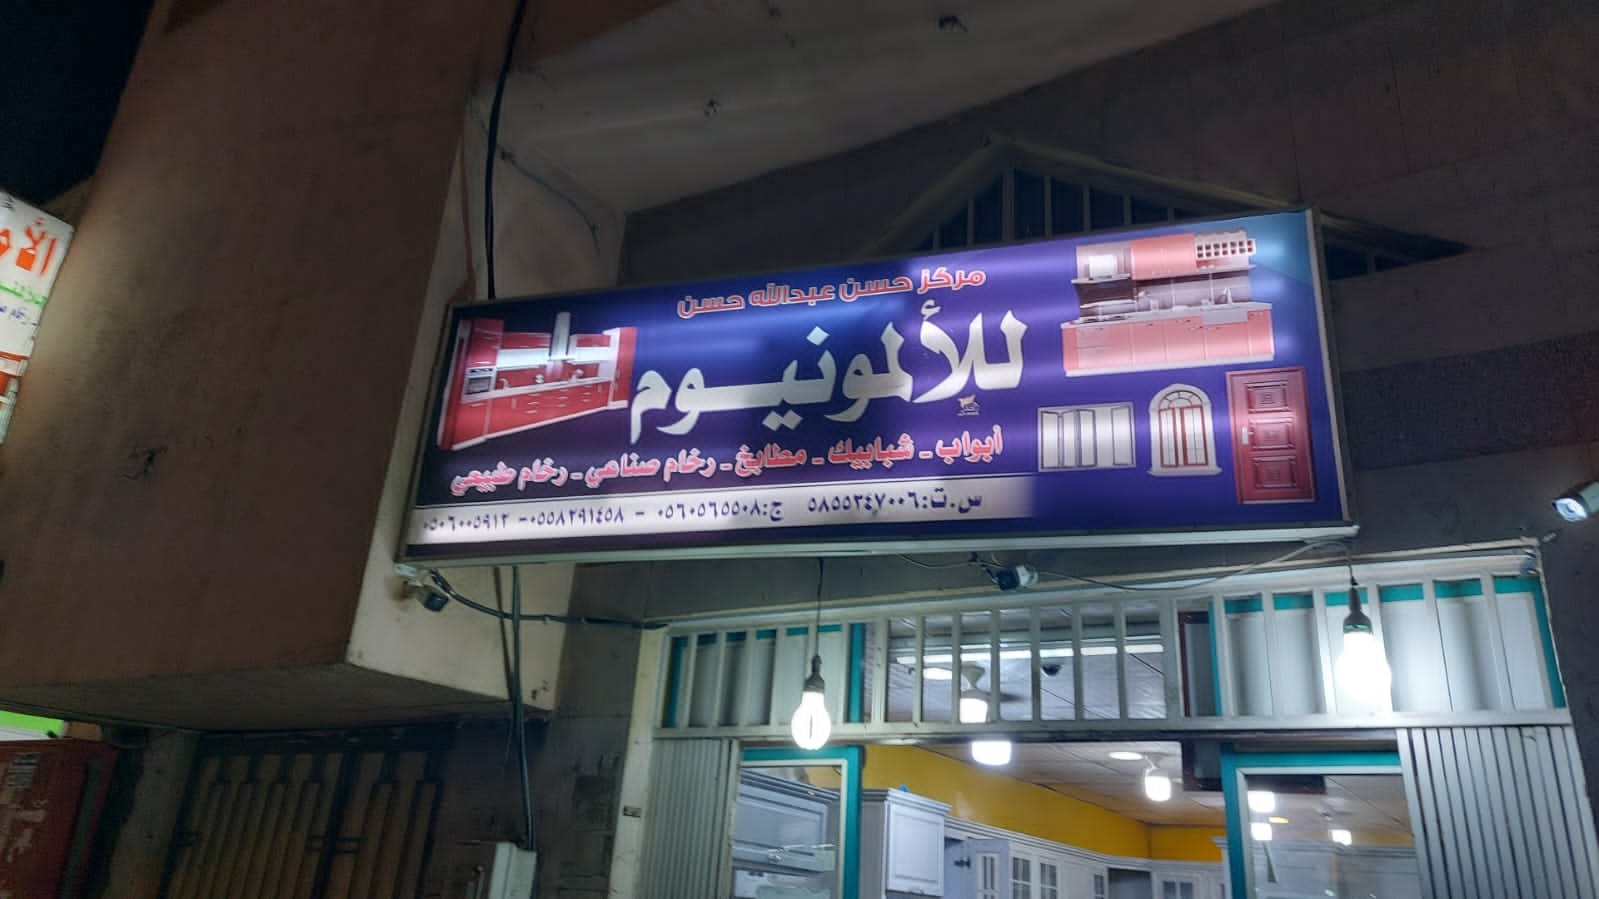 مركز حسن عبدالله حسن
للألمونيوم
أبواب - شبابيك - مطابخ - رخام صناعي - رخام طبيعي
س.ت: ٥٨٥٥٣٤٧٠٠٦ ج: ٠٥٦٠٥٦٥٥٠٨ - ٠٥٥٨٢٩١٤٥٨ - ٠٥٠٦٠٠٥٩١٢